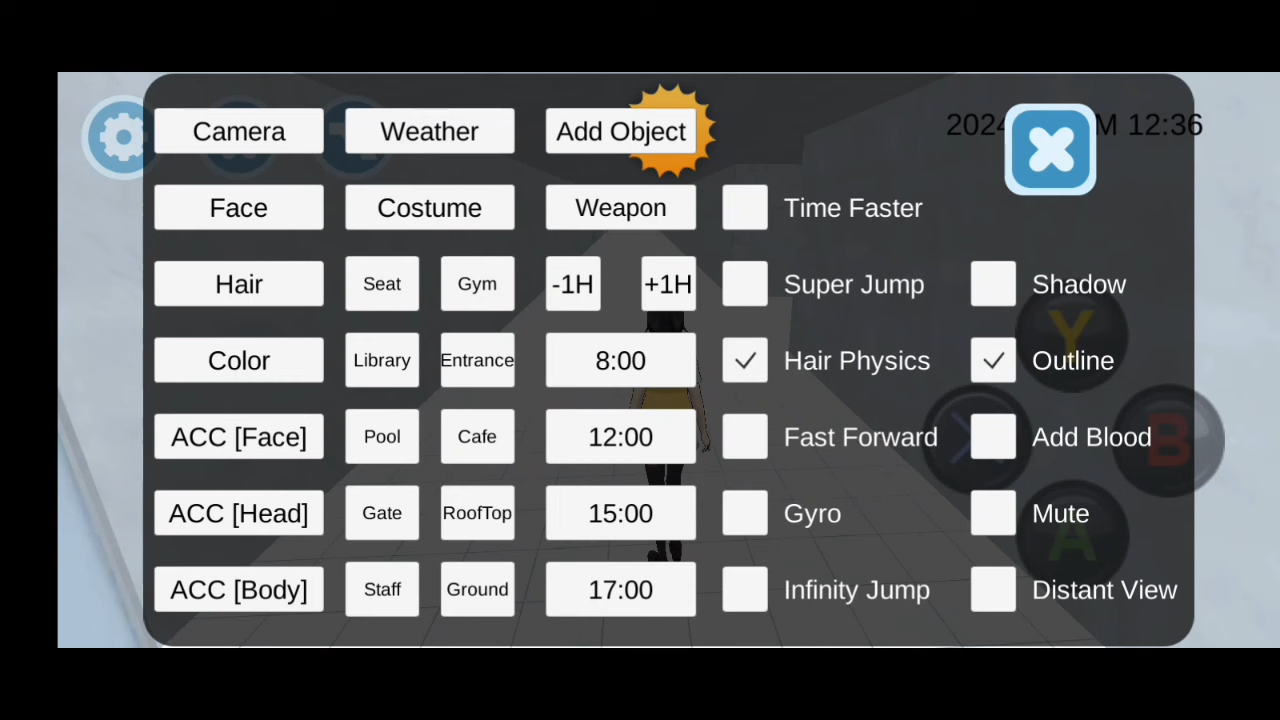 Camera Weather Add Object 2024 M 12:36
Face Costume Weapon Time Faster
Hair Seat Gym -1H +1H Super Jump Shadow
Y
Color Library Entrance 8:00 Hair Physics Outline
ACC [Face] Pool Cafe 12:00 Fast Forward Add Blood
X B
ACC [Head] Gate RoofTop 15:00 Gyro Mute
A
ACC [Body] Staff Ground 17:00 Infinity Jump Distant View